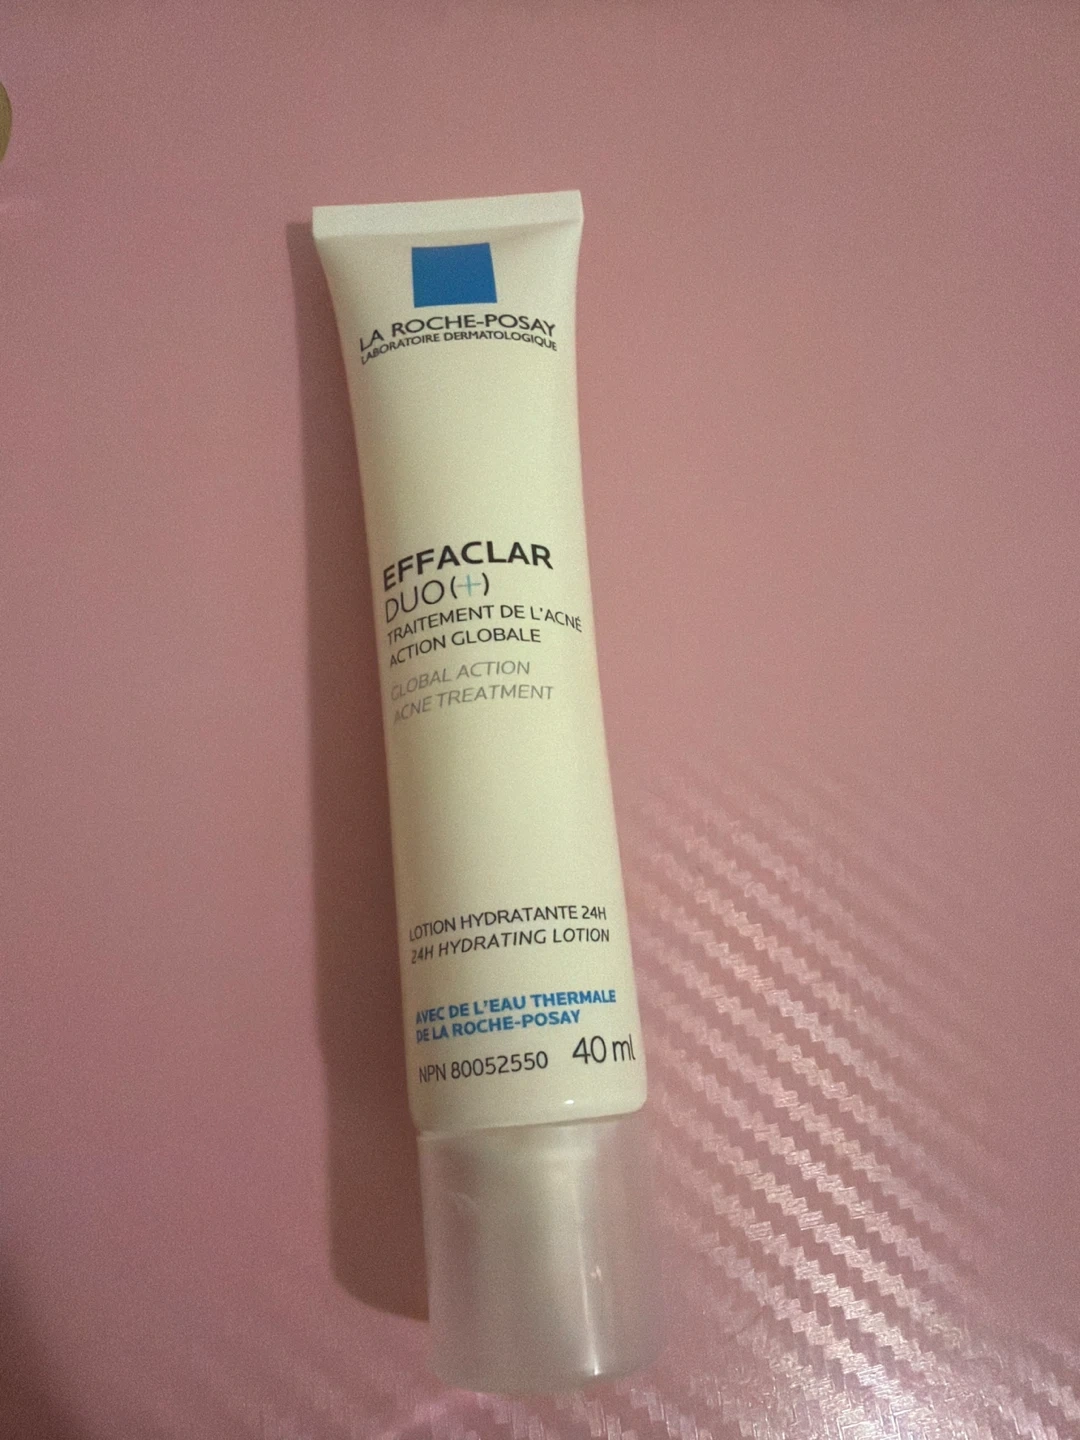 LA ROCHE-POSAY
LABORATOIRE DERMATOLOGIQUE
EFFACLAR
DUO(+)
TRAITEMENT DE L'ACNÉ
ACTION GLOBALE
GLOBAL ACTION
ACNE TREATMENT
LOTION HYDRATANTE 24H
24H HYDRATING LOTION
AVEC DE L'EAU THERMALE
DE LA ROCHE-POSAY
NPN 80052550 40 ml